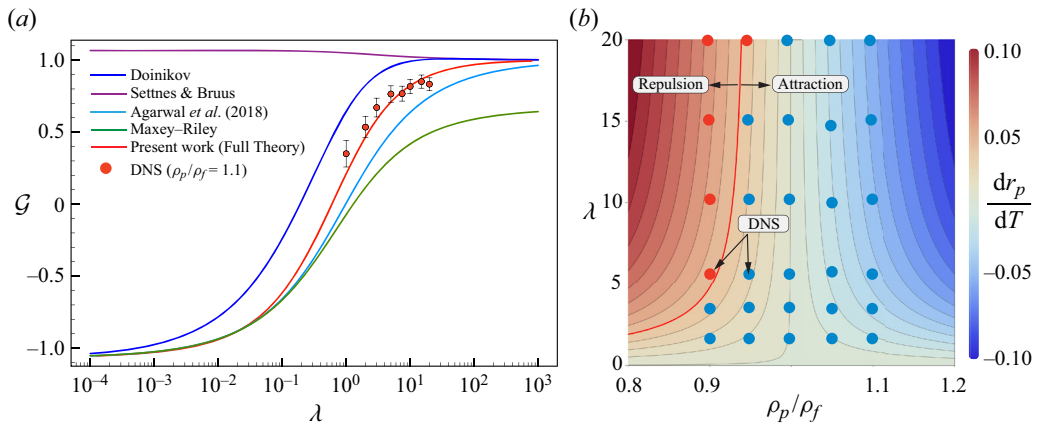 (a)
1.0
0.5
0
−0.5
−1.0
𝒢
Doinikov
Settnes & Bruus
Agarwal et al. (2018)
Maxey–Riley
Present work (Full Theory)
DNS (ρp/ρf = 1.1)
10⁻⁴ 10⁻³ 10⁻² 10⁻¹ 10⁰ 10¹ 10² 10³
λ
(b)
20
15
10
5
0
λ
Repulsion Attraction
DNS
0.8 0.9 1.1 1.2
ρp/ρf
0.10
0.05
0
−0.05
−0.10
drp
dT